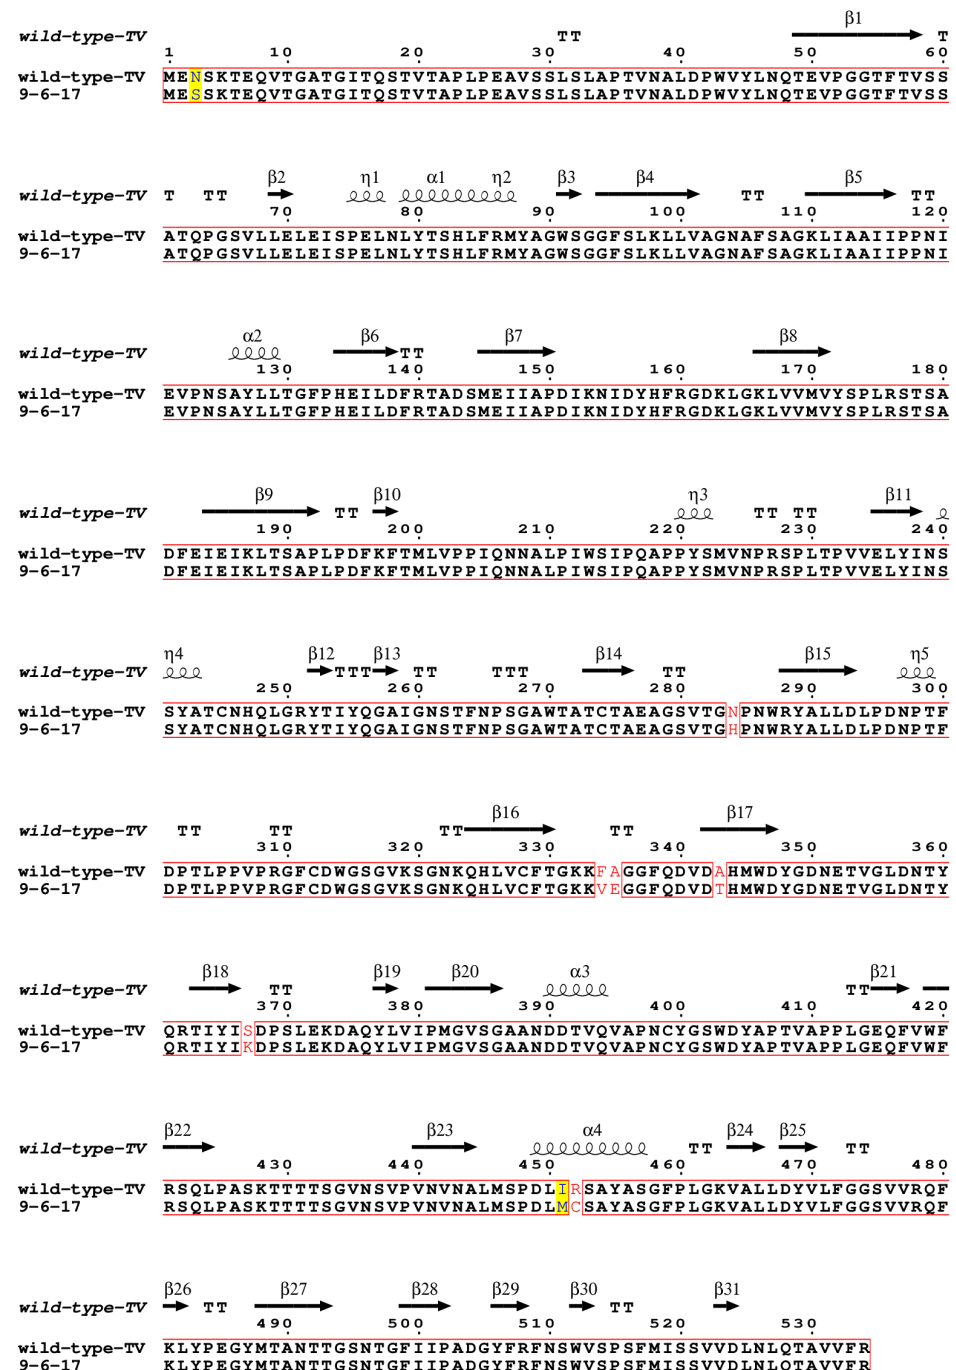 β1
wild-type-TV TT T
1 10 20 30 40 50 60
wild-type-TV MENSKTEQVTGATGITQSTVTAPLPEAVSSLSLAPTVNALDPWVYLNQTEVPGGTFTVSS
9-6-17 MESSKTEQVTGATGITQSTVTAPLPEAVSSLSLAPTVNALDPWVYLNQTEVPGGTFTVSS
β2 η1 α1 η2 β3 β4 β5
wild-type-TV T TT TT TT
70 80 90 100 110 120
wild-type-TV ATQPGSVLLELEISPELNLYTSHLFRMYAGWSGGFSLKLLVAGNAFSAGKLIAAIIPPNI
9-6-17 ATQPGSVLLELEISPELNLYTSHLFRMYAGWSGGFSLKLLVAGNAFSAGKLIAAIIPPNI
α2 β6 β7 β8
wild-type-TV TT
130 140 150 160 170 180
wild-type-TV EVPNSAYLLTGFPHEILDFRTADSMEIIAPDIKNIDYHFRGDKLGKLVVMVYSPLRSTSA
9-6-17 EVPNSAYLLTGFPHEILDFRTADSMEIIAPDIKNIDYHFRGDKLGKLVVMVYSPLRSTSA
β9 β10 η3 β11
wild-type-TV TT TT TT
190 200 210 220 230 240
wild-type-TV DFEIEIKLTSAPLPDFKFTMLVPPIQNNALPIWSIPQAPPYSMVNPRSPLTPVVELYINS
9-6-17 DFEIEIKLTSAPLPDFKFTMLVPPIQNNALPIWSIPQAPPYSMVNPRSPLTPVVELYINS
η4 β12 β13 β14 β15 η5
wild-type-TV TTT TT TTT TT
250 260 270 280 290 300
wild-type-TV SYATCNHQLGRYTIYQGAIGNSTFNPSGAWTATCTAEAGSVTGNPNWRYALLDLPDNPTF
9-6-17 SYATCNHQLGRYTIYQGAIGNSTFNPSGAWTATCTAEAGSVTGHPNWRYALLDLPDNPTF
β16 β17
wild-type-TV TT TT TT TT
310 320 330 340 350 360
wild-type-TV DPTLPPVPRGFCDWGSGVKSGNKQHLVCFTGKKFAGGFQDVDAHMWDYGDNETVGLDNTY
9-6-17 DPTLPPVPRGFCDWGSGVKSGNKQHLVCFTGKKVEGGFQDVDTHMWDYGDNETVGLDNTY
β18 β19 β20 α3 β21
wild-type-TV TT TT
370 380 390 400 410 420
wild-type-TV QRTIYISDPSLEKDAQYLVIPMGVSGAANDDTVQVAPNCYGSWDYAPTVAPPLGEQFVWF
9-6-17 QRTIYIKDPSLEKDAQYLVIPMGVSGAANDDTVQVAPNCYGSWDYAPTVAPPLGEQFVWF
β22 β23 α4 β24 β25
wild-type-TV TT TT
430 440 450 460 470 480
wild-type-TV RSQLPASKTTTTSGVNSVPVNVNALMSPDLIRSAYASGFPLGKVALLDYVLFGGSVVRQF
9-6-17 RSQLPASKTTTTSGVNSVPVNVNALMSPDLMCSAYASGFPLGKVALLDYVLFGGSVVRQF
β26 β27 β28 β29 β30 β31
wild-type-TV TT TT
490 500 510 520 530
wild-type-TV KLYPEGYMTANTTGSNTGFIIPADGYFRFNSWVSPSFMISSVVDLNLQTAVVFR
9-6-17 KLYPEGYMTANTTGSNTGFIIPADGYFRFNSWVSPSFMISSVVDLNLQTAVVFR